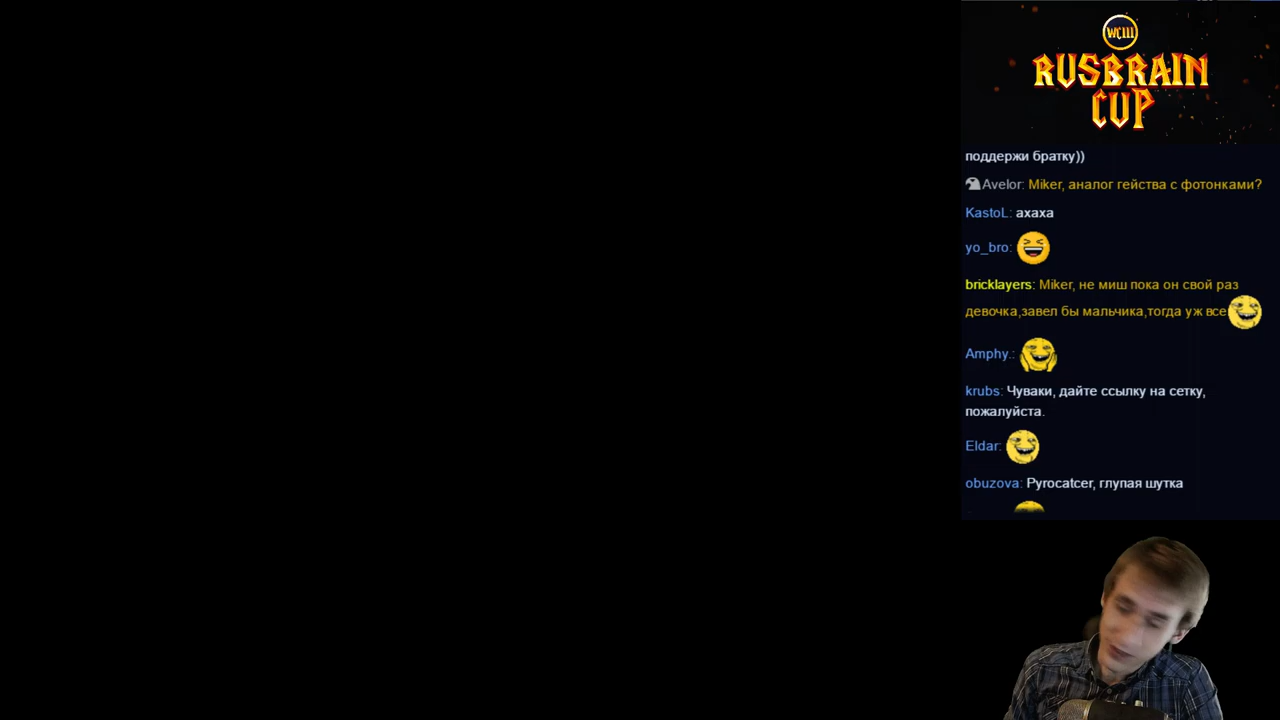 WCIII
RUSBRAIN
CUP
поддержи братку))
Avelor: Miker, аналог гейства с фотонками?
KastoL: ахаха
yo_bro:
bricklayers: Miker, не миш пока он свой раз
девочка,завел бы мальчика,тогда уж все
Amphy.:
krubs: Чуваки, дайте ссылку на сетку,
пожалуйста.
Eldar:
obuzova: Pyrocatcer, глупая шутка